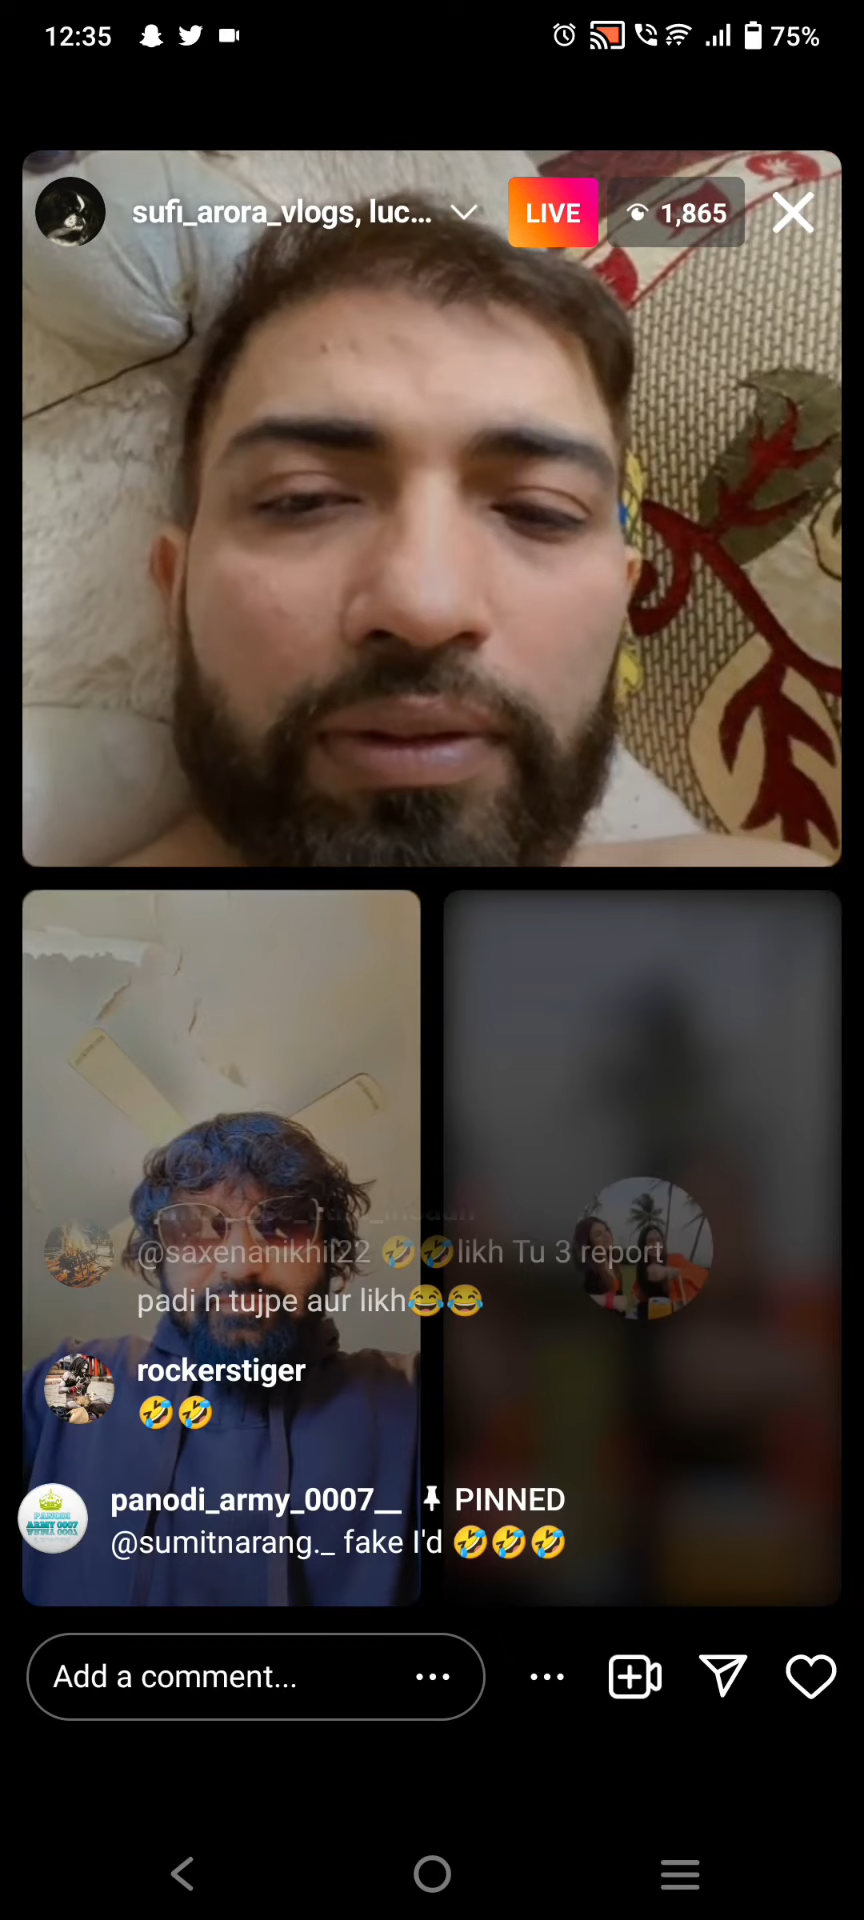 12:35
75%
sufi_arora_vlogs, luc...
LIVE
1,865
@saxenanikhil22 🤣🤣likh Tu 3 report
padi h tujpe aur likh😂😂
rockerstiger
🤣🤣
panodi_army_0007__ PINNED
@sumitnarang._ fake I'd 🤣🤣🤣
Add a comment...